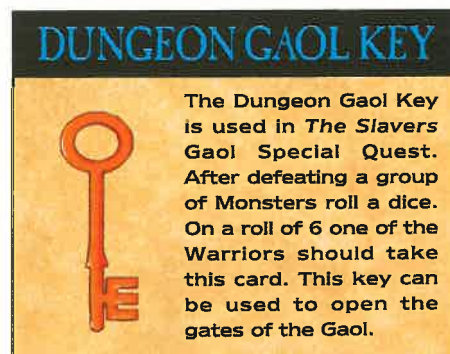 DUNGEON GAOL KEY
The Dungeon Gaol Key
is used in The Slavers
Gaol Special Quest.
After defeating a group
of Monsters roll a dice.
On a roll of 6 one of the
Warriors should take
this card. This key can
be used to open the
gates of the Gaol.